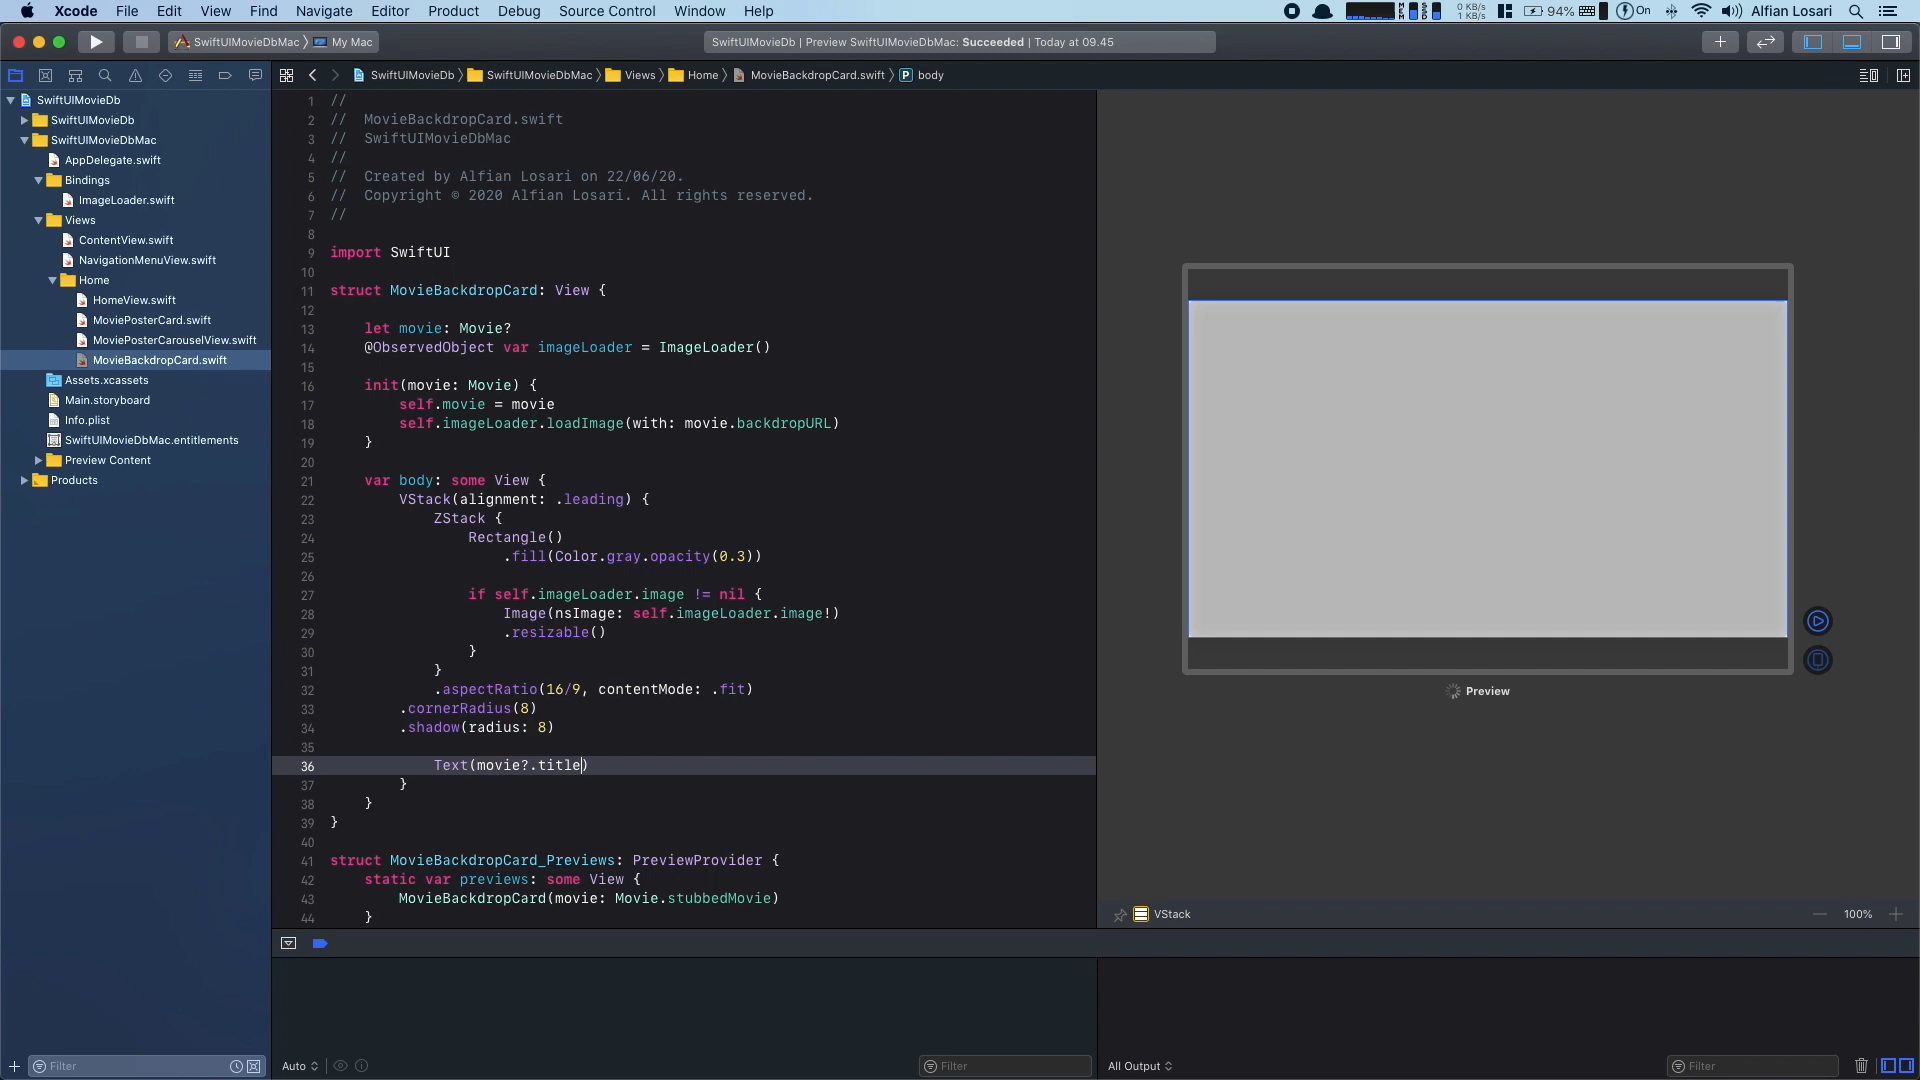 Xcode File Edit View Find Navigate Editor Product Debug Source Control Window Help
0 KB/s
1 KB/s
94% On Alfian Losari
SwiftUIMovieDbMac My Mac
SwiftUIMovieDb | Preview SwiftUIMovieDbMac: Succeeded | Today at 09.45
SwiftUIMovieDb SwiftUIMovieDbMac Views Home MovieBackdropCard.swift P body
SwiftUIMovieDb
SwiftUIMovieDb
SwiftUIMovieDbMac
AppDelegate.swift
Bindings
ImageLoader.swift
Views
ContentView.swift
NavigationMenuView.swift
Home
HomeView.swift
MoviePosterCard.swift
MoviePosterCarouselView.swift
MovieBackdropCard.swift
Assets.xcassets
Main.storyboard
Info.plist
SwiftUIMovieDbMac.entitlements
Preview Content
Products
Filter
1 //
2 // MovieBackdropCard.swift
3 // SwiftUIMovieDbMac
4 //
5 // Created by Alfian Losari on 22/06/20.
6 // Copyright © 2020 Alfian Losari. All rights reserved.
7 //
8
9 import SwiftUI
10
11 struct MovieBackdropCard: View {
12
13 let movie: Movie?
14 @ObservedObject var imageLoader = ImageLoader()
15
16 init(movie: Movie) {
17 self.movie = movie
18 self.imageLoader.loadImage(with: movie.backdropURL)
19 }
20
21 var body: some View {
22 VStack(alignment: .leading) {
23 ZStack {
24 Rectangle()
25 .fill(Color.gray.opacity(0.3))
26
27 if self.imageLoader.image != nil {
28 Image(nsImage: self.imageLoader.image!)
29 .resizable()
30 }
31 }
32 .aspectRatio(16/9, contentMode: .fit)
33 .cornerRadius(8)
34 .shadow(radius: 8)
35
36 Text(movie?.title)
37 }
38 }
39 }
40
41 struct MovieBackdropCard_Previews: PreviewProvider {
42 static var previews: some View {
43 MovieBackdropCard(movie: Movie.stubbedMovie)
44 }
Preview
VStack
100%
Auto
Filter
All Output
Filter